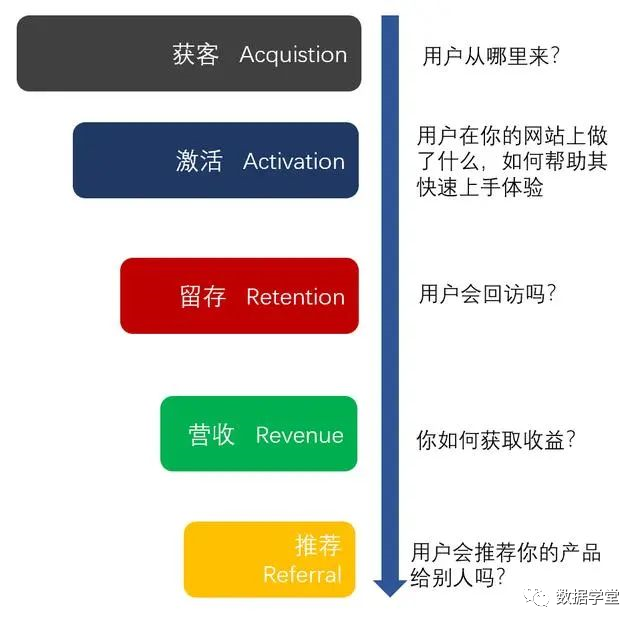 获客 Acquistion
用户从哪里来？
激活 Activation
用户在你的网站上做
了什么，如何帮助其
快速上手体验
留存 Retention
用户会回访吗？
营收 Revenue
你如何获取收益？
推荐
Referral
用户会推荐你的产品
给别人吗？
数据学堂